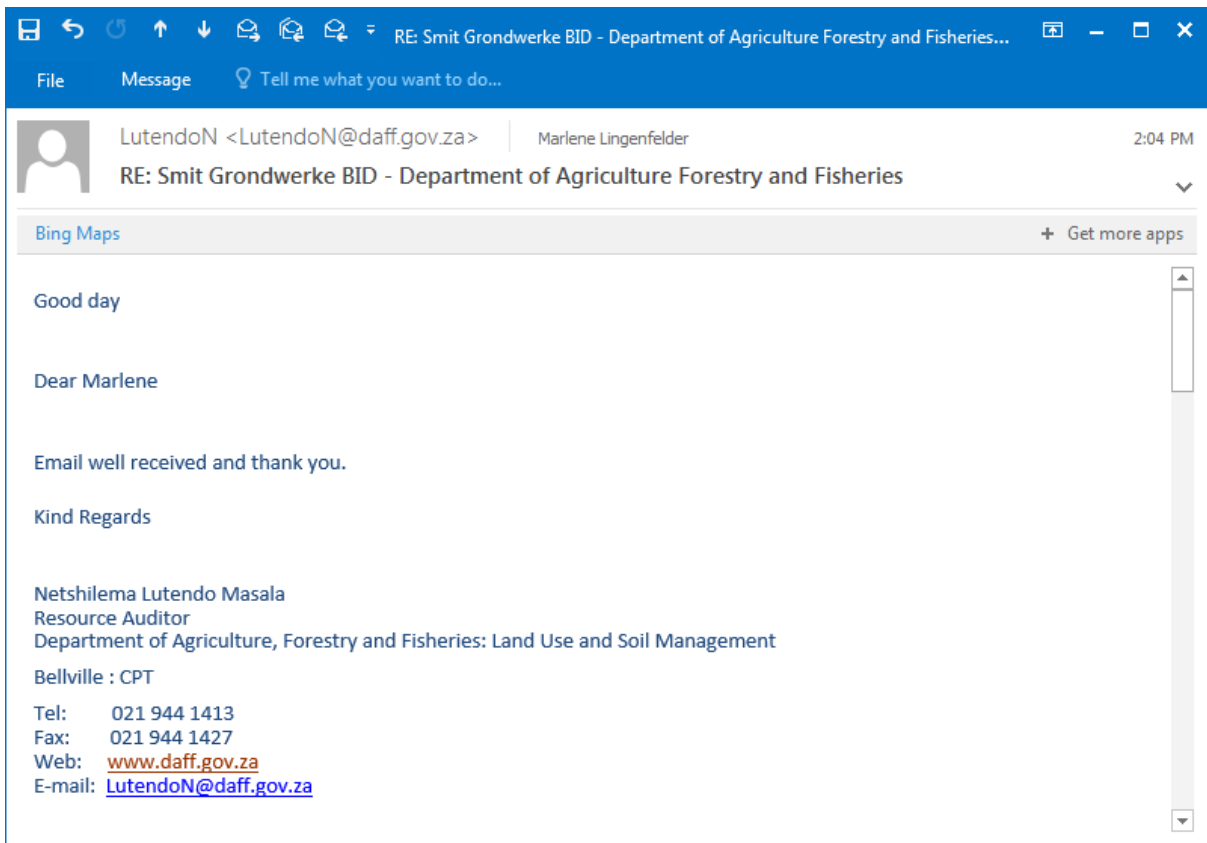 RE: Smit Grondwerke BID - Department of Agriculture Forestry and Fisheries...
File Message Tell me what you want to do...
LutendoN <LutendoN@daff.gov.za> Marlene Lingenfelder 2:04 PM
RE: Smit Grondwerke BID - Department of Agriculture Forestry and Fisheries
Bing Maps + Get more apps
Good day
Dear Marlene
Email well received and thank you.
Kind Regards
Netshilema Lutendo Masala
Resource Auditor
Department of Agriculture, Forestry and Fisheries: Land Use and Soil Management
Bellville : CPT
Tel: 021 944 1413
Fax: 021 944 1427
Web: www.daff.gov.za
E-mail: LutendoN@daff.gov.za